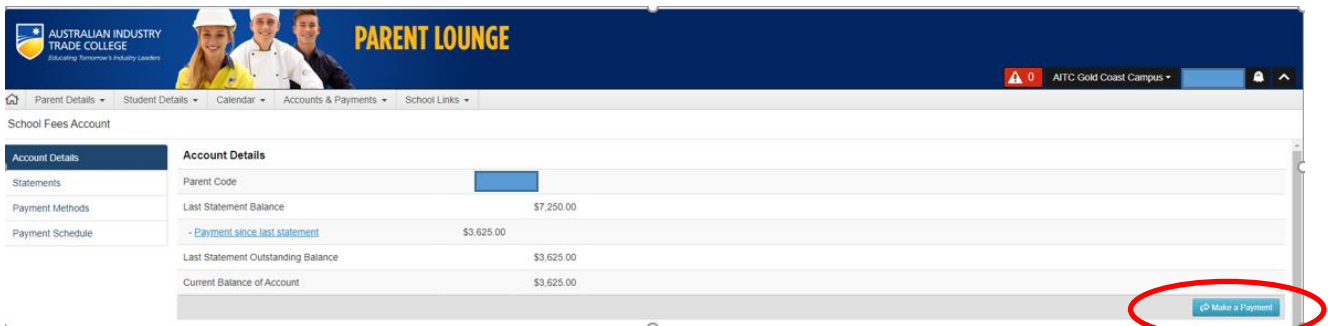 AUSTRALIAN INDUSTRY
TRADE COLLEGE
Educating Tomorrow's Industry Leaders
PARENT LOUNGE
0 AITC Gold Coast Campus
Parent Details Student Details Calendar Accounts & Payments School Links
School Fees Account
Account Details
Statements
Payment Methods
Payment Schedule
Account Details
Parent Code
Last Statement Balance $7,250.00
- Payment since last statement $3,625.00
Last Statement Outstanding Balance $3,625.00
Current Balance of Account $3,625.00
Make a Payment